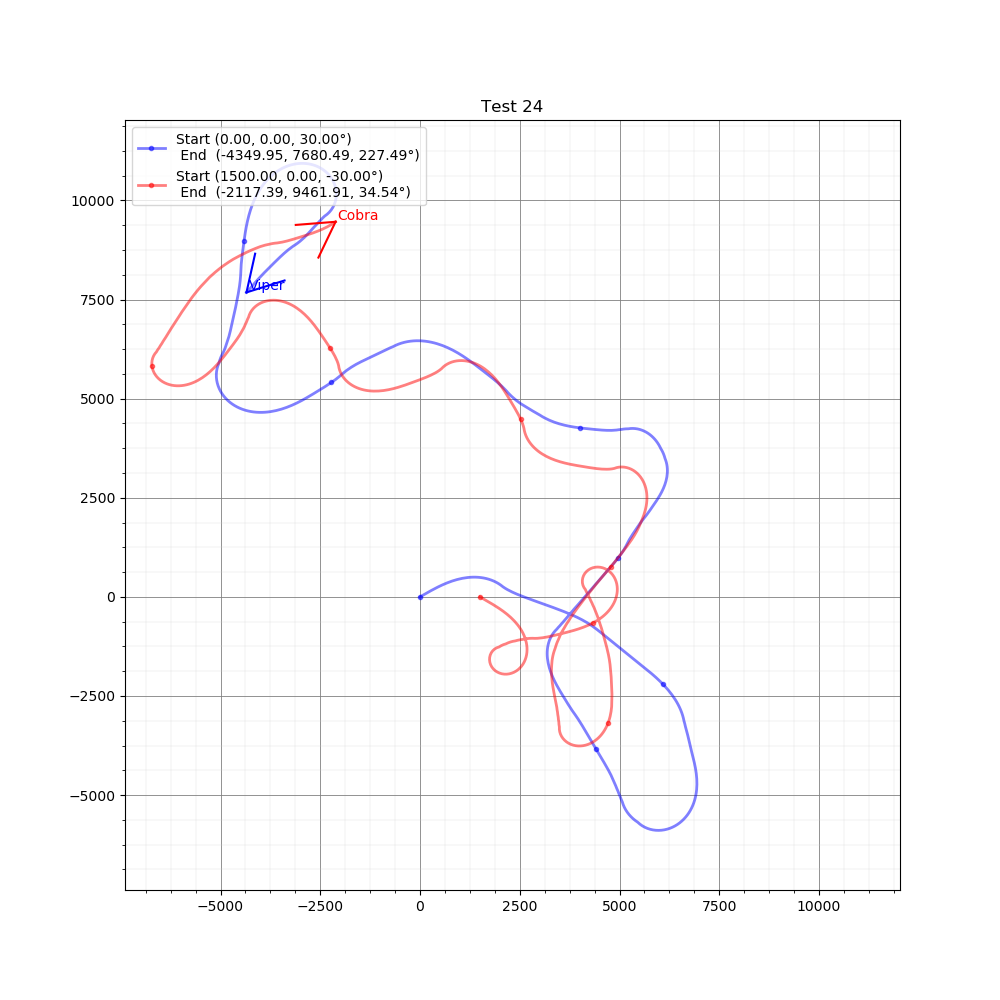 Test 24
Start (0.00, 0.00, 30.00°)
End (-4349.95, 7680.49, 227.49°)
Start (1500.00, 0.00, -30.00°)
End (-2117.39, 9461.91, 34.54°)
Cobra
Viper
10000
7500
5000
2500
0
−2500
−5000
−5000
−2500
0
2500
5000
7500
10000